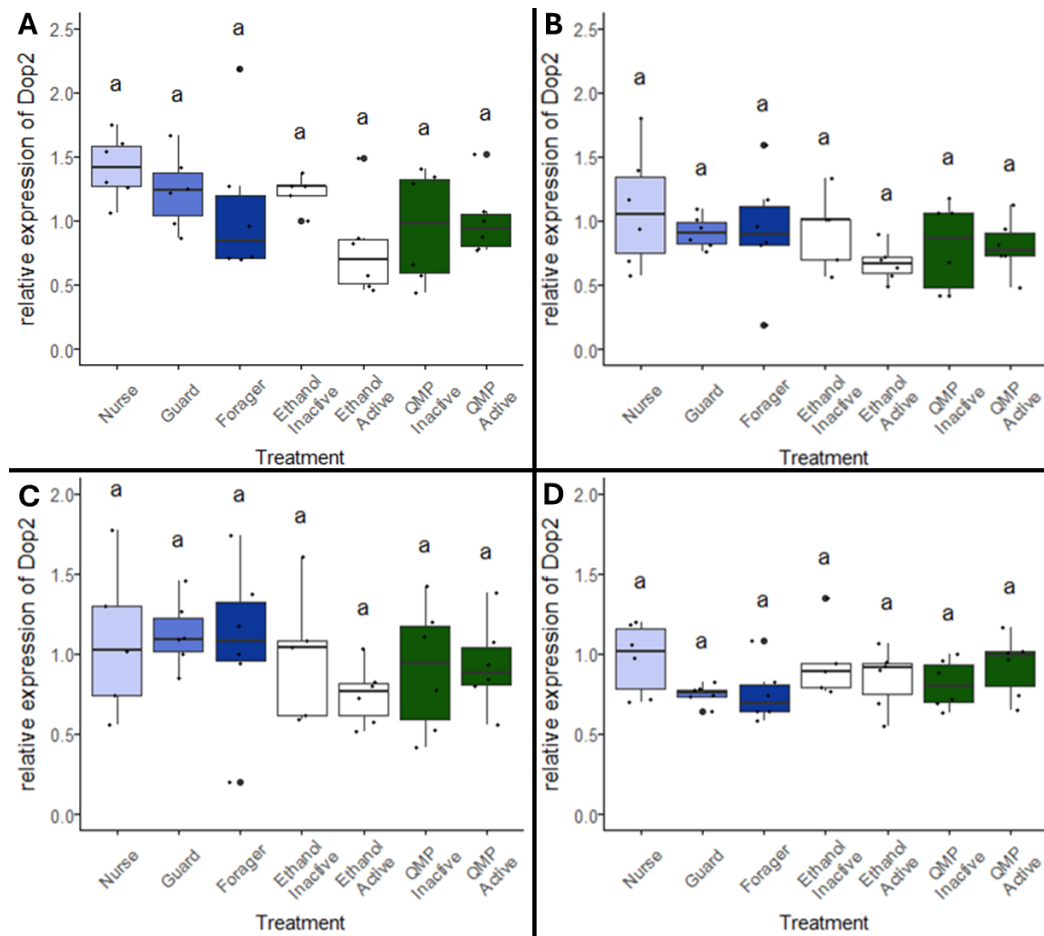 A
relative expression of Dop2
2.5
2.0
1.5
1.0
0.5
0.0
a a a a a a a
Nurse
Guard
Forager
Ethanol
Inactive
Ethanol
Active
QMP
Inactive
QMP
Active
Treatment
B
relative expression of Dop2
2.5
2.0
1.5
1.0
0.5
0.0
a a a a a a a
Nurse
Guard
Forager
Ethanol
Inactive
Ethanol
Active
QMP
Inactive
QMP
Active
Treatment
C
relative expression of Dop2
2.0
1.5
1.0
0.5
0.0
a a a a a a a
Nurse
Guard
Forager
Ethanol
Inactive
Ethanol
Active
QMP
Inactive
QMP
Active
Treatment
D
relative expression of Dop2
2.0
1.5
1.0
0.5
0.0
a a a a a a a
Nurse
Guard
Forager
Ethanol
Inactive
Ethanol
Active
QMP
Inactive
QMP
Active
Treatment